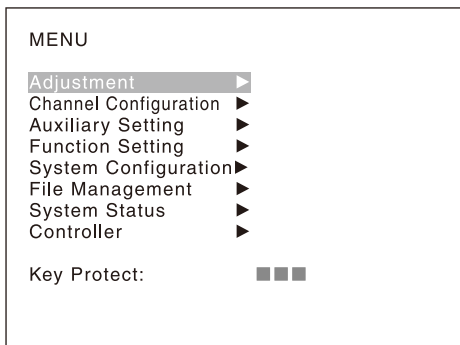 MENU
Adjustment ▶
Channel Configuration ▶
Auxiliary Setting ▶
Function Setting ▶
System Configuration▶
File Management ▶
System Status ▶
Controller ▶
Key Protect: ■■■